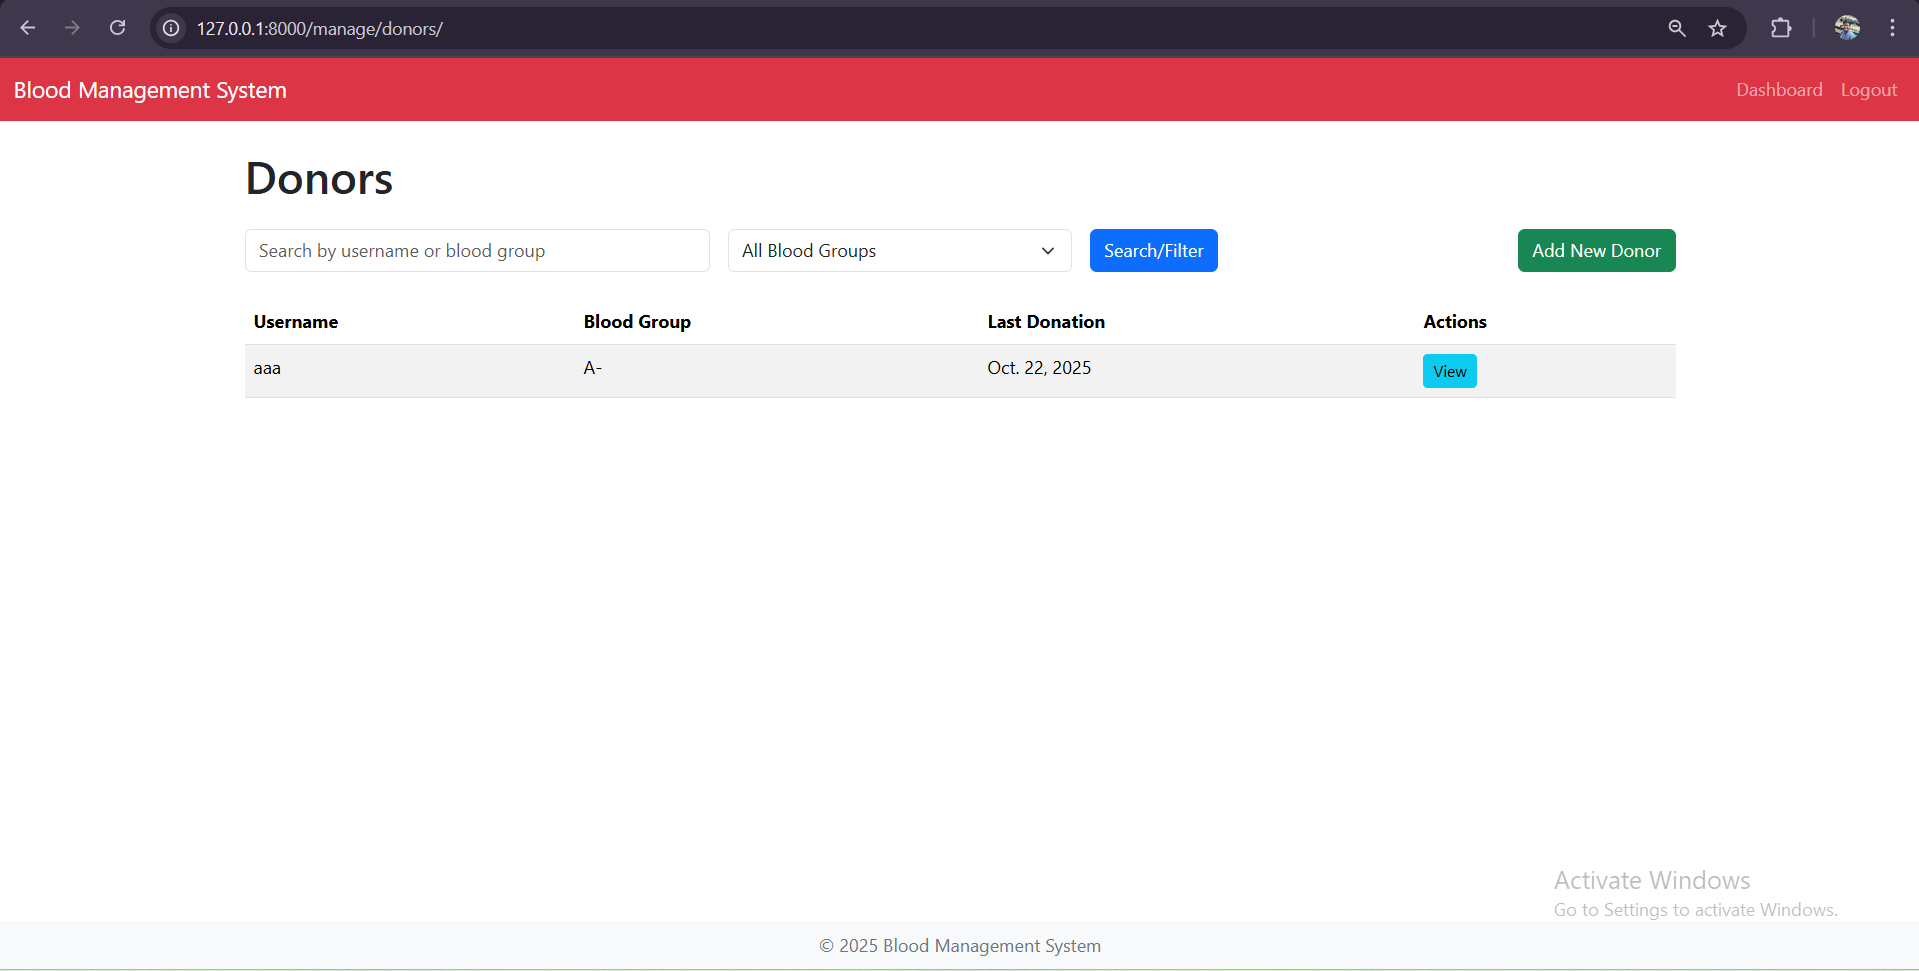 127.0.0.1:8000/manage/donors/
Blood Management System Dashboard Logout
Donors
Search by username or blood group All Blood Groups Search/Filter Add New Donor
Username Blood Group Last Donation Actions
aaa A- Oct. 22, 2025 View
Activate Windows
Go to Settings to activate Windows.
© 2025 Blood Management System